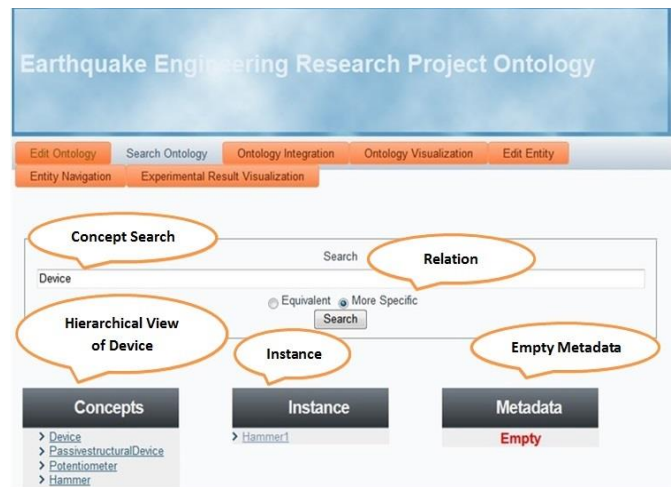 Earthquake Engineering Research Project Ontology
Edit Ontology Search Ontology Ontology Integration Ontology Visualization Edit Entity
Entity Navigation Experimental Result Visualization
Concept Search
Search
Relation
Device
Equivalent More Specific
Search
Hierarchical View
of Device
Instance
Empty Metadata
Concepts
Instance
Metadata
> Device
> PassivestructuralDevice
> Potentiometer
> Hammer
> Hammer1
Empty